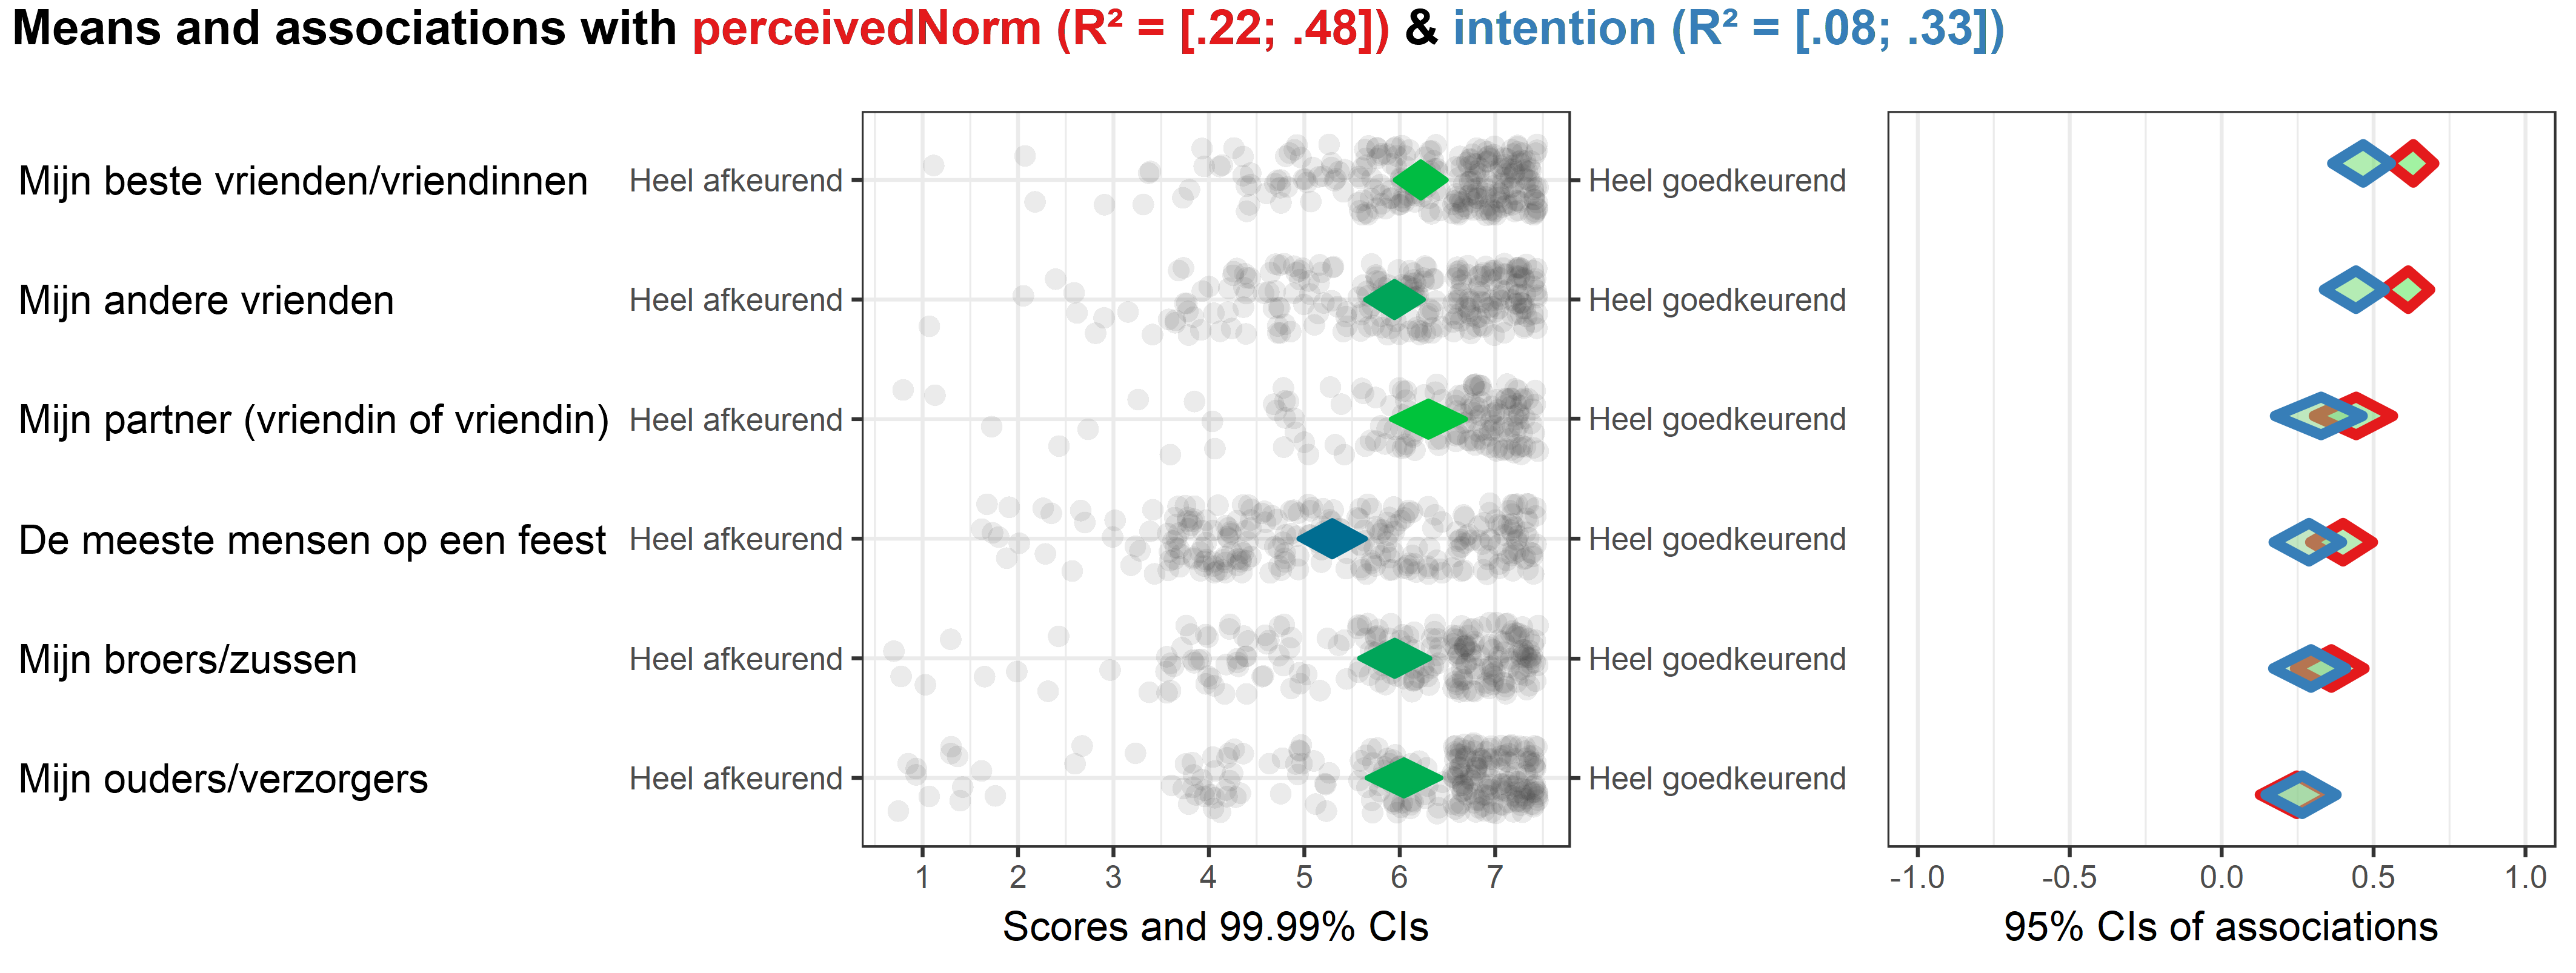 Means and associations with perceivedNorm (R² = [.22; .48]) & intention (R² = [.08; .33])
Mijn beste vrienden/vriendinnen Heel afkeurend Heel goedkeurend
Mijn andere vrienden Heel afkeurend Heel goedkeurend
Mijn partner (vriendin of vriendin) Heel afkeurend Heel goedkeurend
De meeste mensen op een feest Heel afkeurend Heel goedkeurend
Mijn broers/zussen Heel afkeurend Heel goedkeurend
Mijn ouders/verzorgers Heel afkeurend Heel goedkeurend
1 2 3 4 5 6 7 -1.0 -0.5 0.0 0.5 1.0
Scores and 99.99% CIs 95% CIs of associations